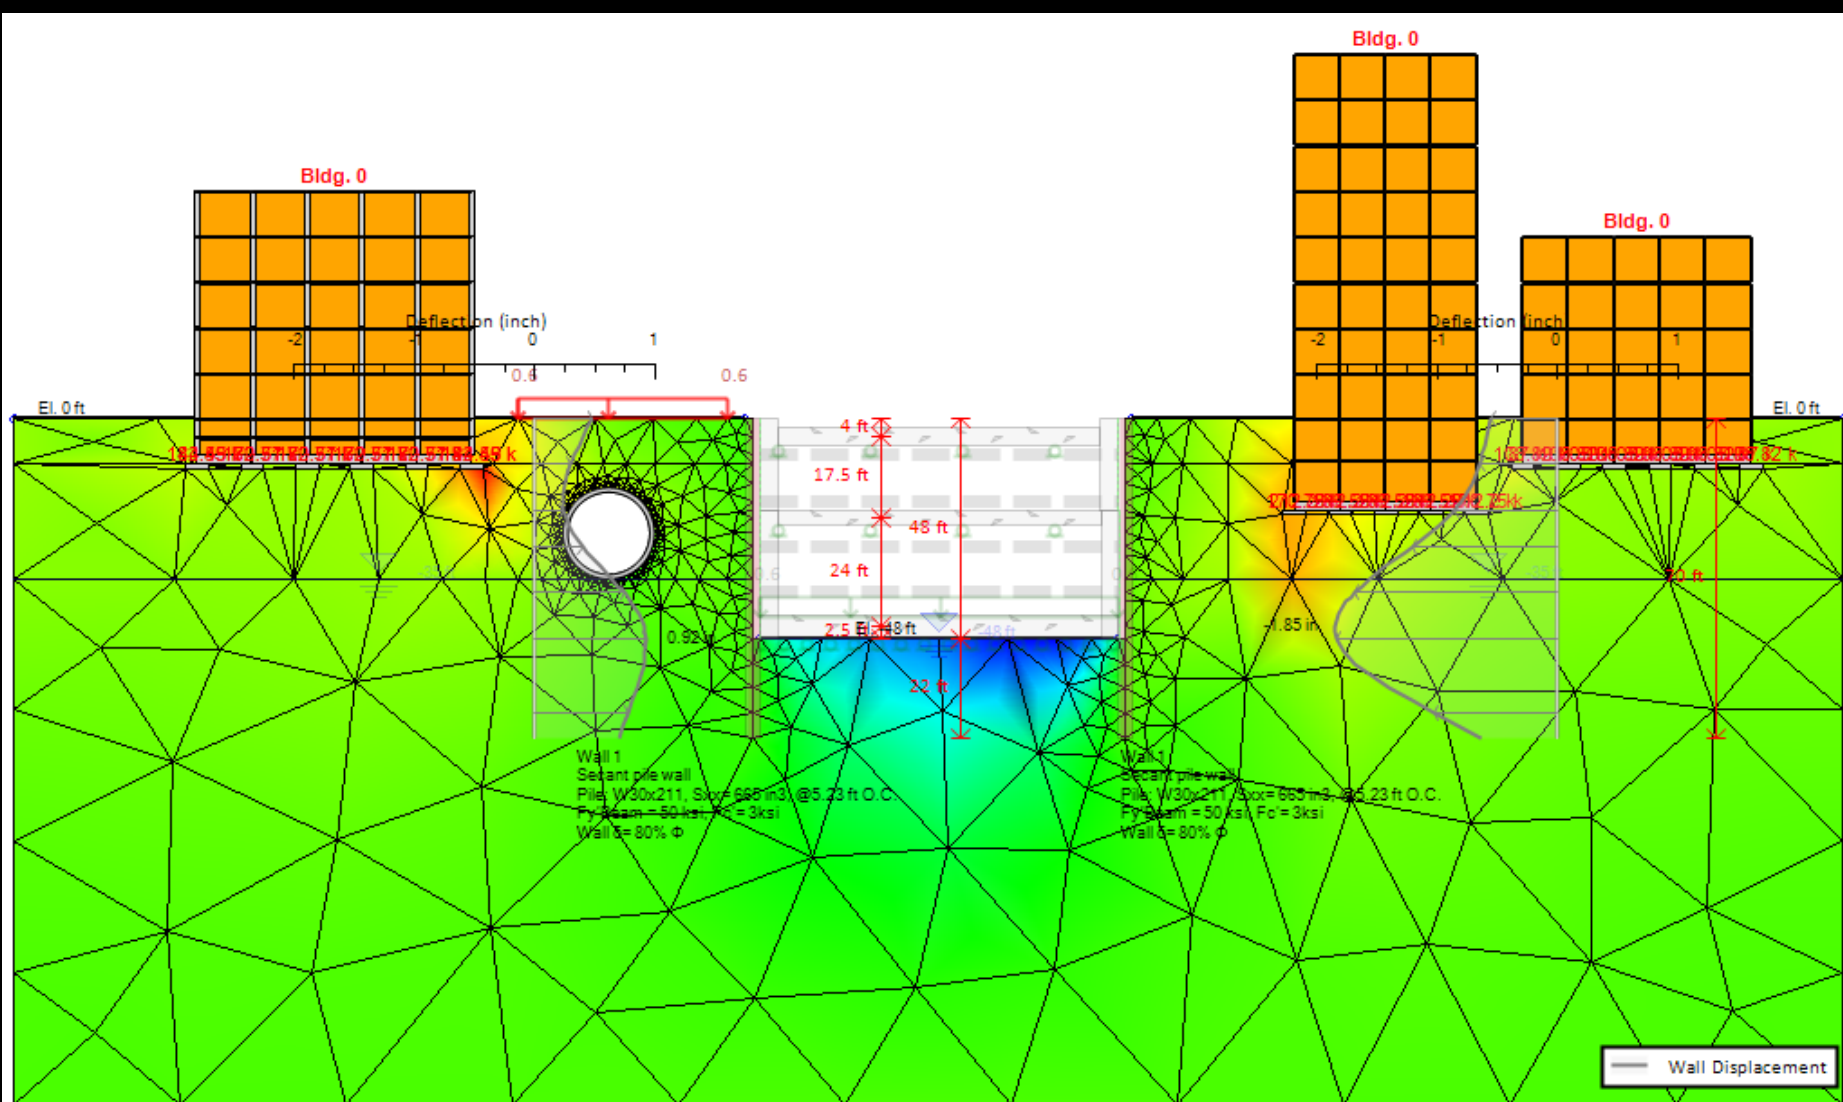 Bldg. 0
Bldg. 0
Bldg. 0
Deflection (inch)
-2 -1 0 1
Deflection (inch
-2 -1 0 1
0.6 0.6
El. 0 ft
El. 0 ft
4 ft
17.5 ft
48 ft
24 ft
2.5
El. -48 ft
-48 ft
22 ft
0.92
-1.85 in
Wall 1
Secant pile wall
Pile: W30x211, Sxx= 665 in3, @5.23 ft O.C.
Fy Beam = 50 ksi, Fc'= 3ksi
Wall δ= 80% Φ
Wall 1
Secant pile wall
Pile: W30x211, Sxx= 665 in3, @5.23 ft O.C.
Fy Beam = 50 ksi, Fc'= 3ksi
Wall δ= 80% Φ
Wall Displacement